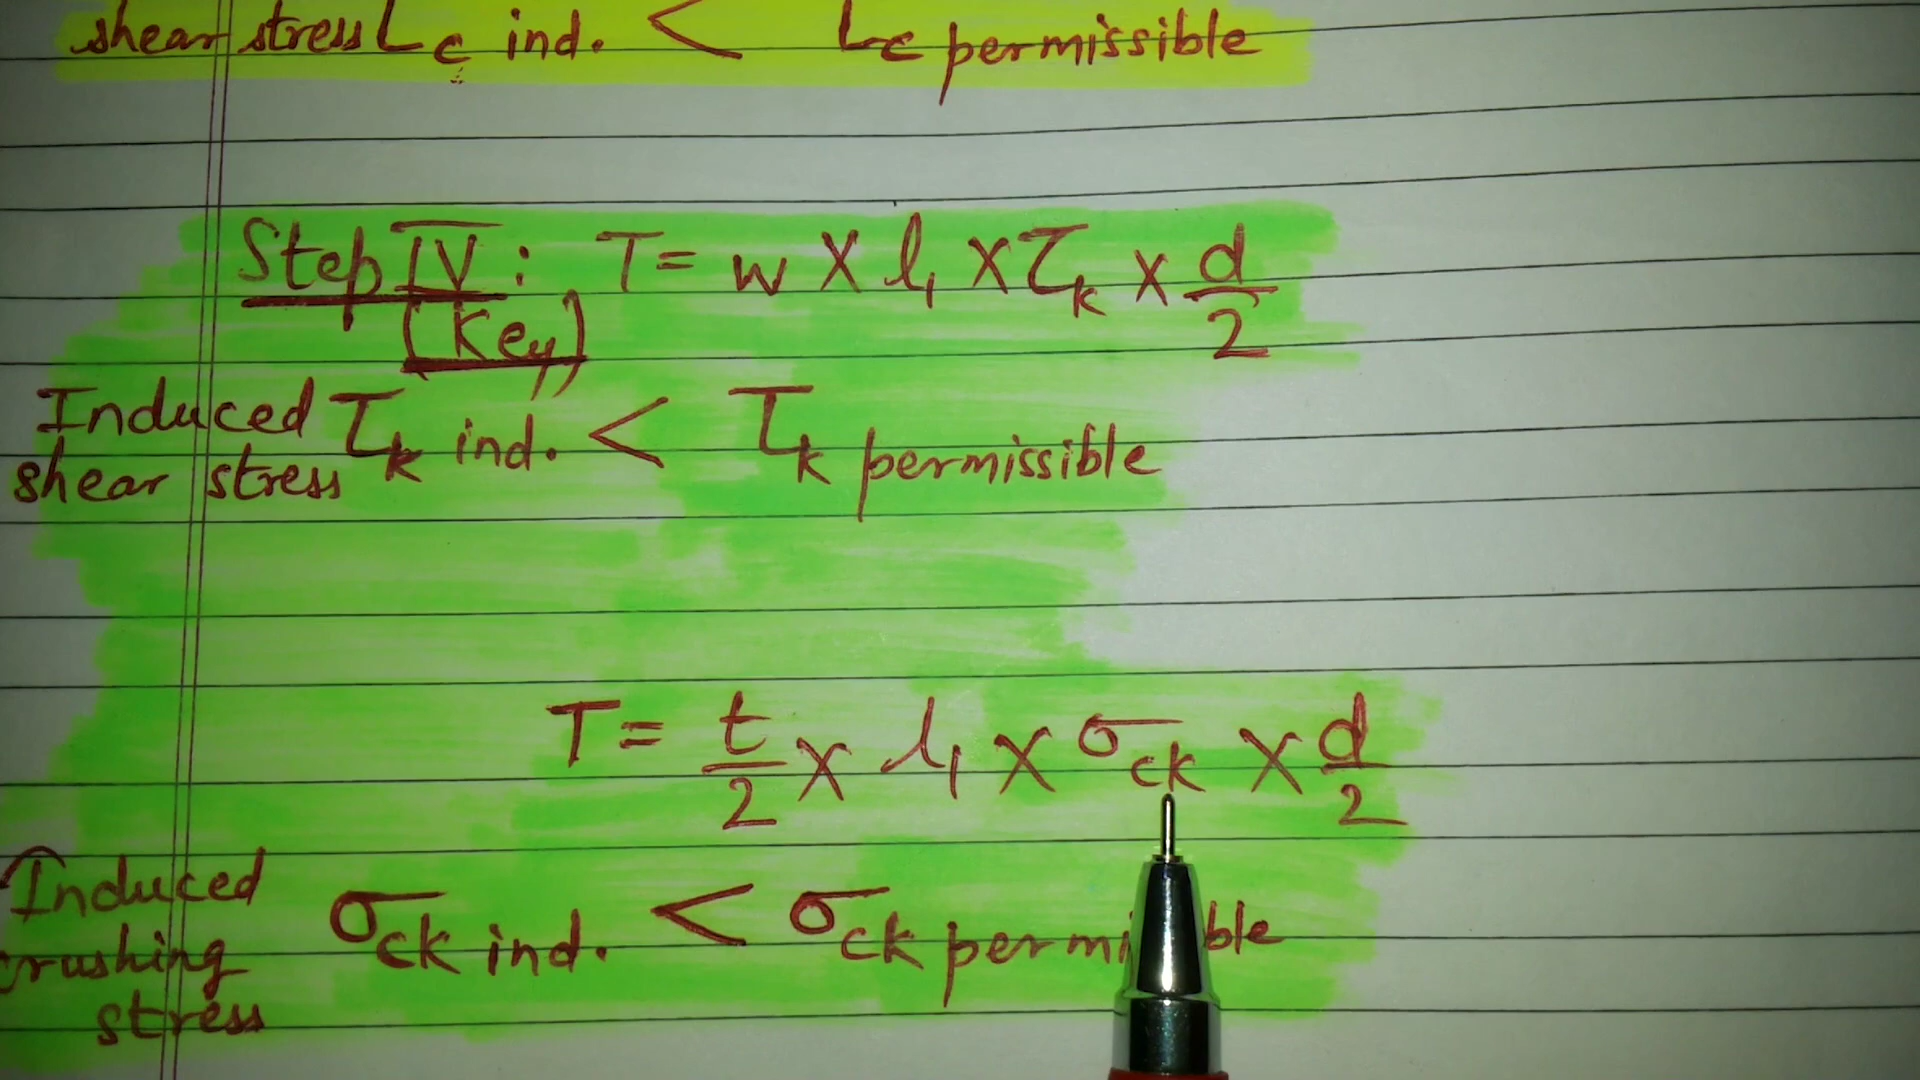 shear stress τc ind. < τc permissible
Step IV : T = w × l₁ × τk × d/2
(Key)
Induced shear stress τk ind. < τk permissible
T = t/2 × l₁ × σck × d/2
Induced crushing stress σck ind. < σck